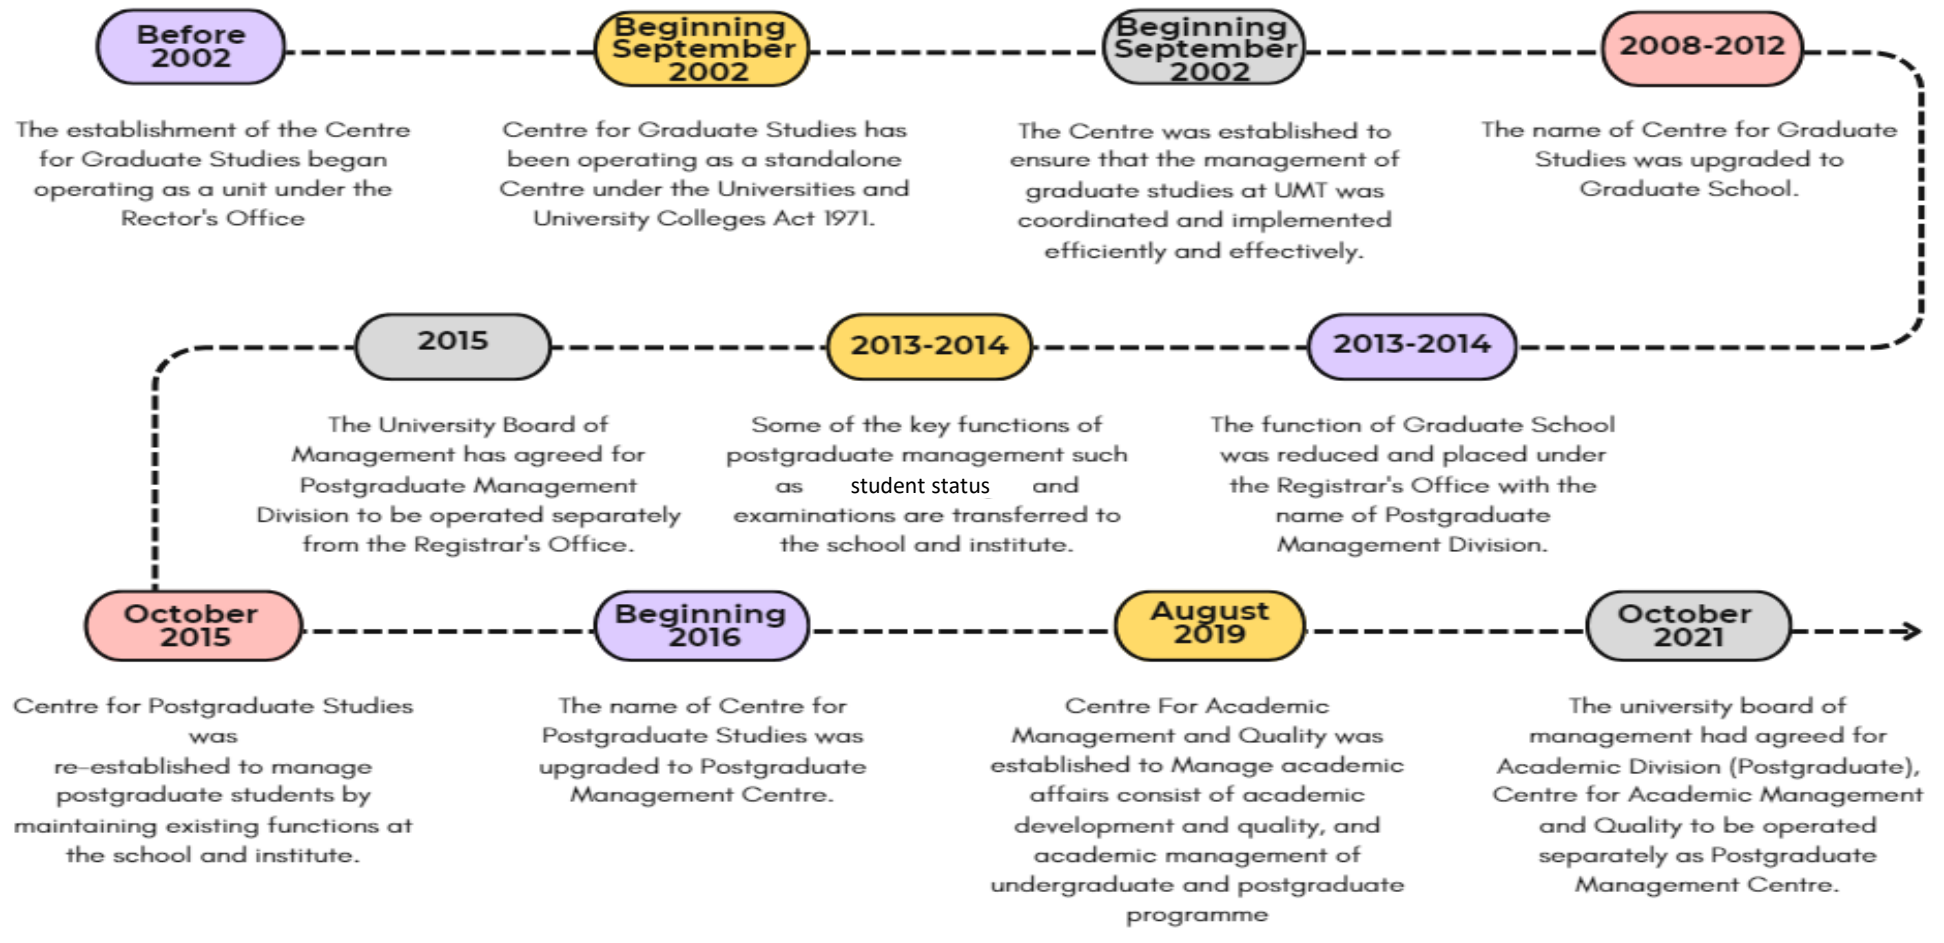 Before
2002
The establishment of the Centre
for Graduate Studies began
operating as a unit under the
Rector's Office
Beginning
September
2002
Centre for Graduate Studies has
been operating as a standalone
Centre under the Universities and
University Colleges Act 1971.
Beginning
September
2002
The Centre was established to
ensure that the management of
graduate studies at UMT was
coordinated and implemented
efficiently and effectively.
2008-2012
The name of Centre for Graduate
Studies was upgraded to
Graduate School.
2013-2014
The function of Graduate School
was reduced and placed under
the Registrar's Office with the
name of Postgraduate
Management Division.
2013-2014
Some of the key functions of
postgraduate management such
as student status and
examinations are transferred to
the school and institute.
2015
The University Board of
Management has agreed for
Postgraduate Management
Division to be operated separately
from the Registrar's Office.
October
2015
Centre for Postgraduate Studies
was
re-established to manage
postgraduate students by
maintaining existing functions at
the school and institute.
Beginning
2016
The name of Centre for
Postgraduate Studies was
upgraded to Postgraduate
Management Centre.
August
2019
Centre For Academic
Management and Quality was
established to Manage academic
affairs consist of academic
development and quality, and
academic management of
undergraduate and postgraduate
programme
October
2021
The university board of
management had agreed for
Academic Division (Postgraduate),
Centre for Academic Management
and Quality to be operated
separately as Postgraduate
Management Centre.